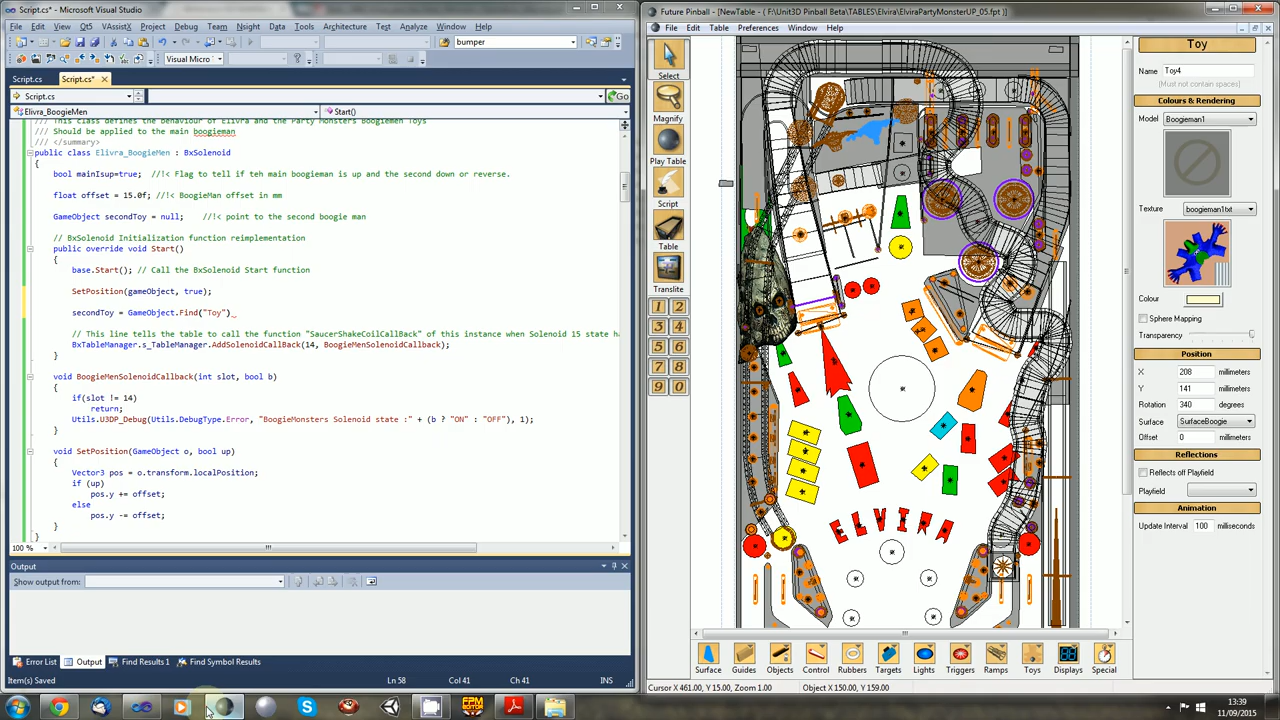 Script.cs* - Microsoft Visual Studio
File Edit View VAssistX Project Debug Team Nsight Data Tools Architecture Test Analyze Window Help
bumper
Visual Micro
Script.cs Script.cs*
Script.cs Go
Elivra_BoogieMen Start()
/// This class defines the behaviour of Elivra and the Party Monsters Boogiemen Toys
/// Should be applied to the main boogieman
/// </summary>
public class Elivra_BoogieMen : BxSolenoid
{
bool mainIsup=true; //!< Flag to tell if teh main boogieman is up and the second down or reverse.
float offset = 15.0f; //!< BoogieMan offset in mm
GameObject secondToy = null; //!< point to the second boogie man
// BxSolenoid Initialization function reimplementation
public override void Start()
{
base.Start(); // Call the BxSolenoid Start function
SetPosition(gameObject, true);
secondToy = GameObject.Find("Toy")
// This line tells the table to call the function "SaucerShakeCoilCallBack" of this instance when Solenoid 15 state ha
BxTableManager.s_TableManager.AddSolenoidCallBack(14, BoogieMenSolenoidCallback);
}
void BoogieMenSolenoidCallback(int slot, bool b)
{
if(slot != 14)
return;
Utils.U3DP_Debug(Utils.DebugType.Error, "BoogieMonsters Solenoid state :" + (b ? "ON" : "OFF"), 1);
}
void SetPosition(GameObject o, bool up)
{
Vector3 pos = o.transform.localPosition;
if (up)
pos.y += offset;
else
pos.y -= offset;
}
}
100 %
Output
Show output from:
Error List Output Find Results 1 Find Symbol Results
Item(s) Saved Ln 58 Col 41 Ch 41 INS
Future Pinball - [NewTable - ( F:\Unit3D Pinball Beta\TABLES\Elvira\ElviraPartyMonsterUP_05.fpt )]
File Edit Table Preferences Window Help
Select
Magnify
Play Table
Script
Table
Translite
1 2
3 4
5 6
7 8
9 0
ELVIRA
Surface Guides Objects Control Rubbers Targets Lights Triggers Ramps Toys Displays Special
Cursor X 461.00, Y 15.00, Zoom 1.00 Object X 150.00, Y 159.00
Toy
Name Toy4
(Must not contain spaces)
Colours & Rendering
Model Boogieman1
Texture boogieman1txt
Colour
Sphere Mapping
Transparency
Position
X 208 millimeters
Y 141 millimeters
Rotation 340 degrees
Surface SurfaceBoogie
Offset 0 millimeters
Reflections
Reflects off Playfield
Playfield
Animation
Update Interval 100 milliseconds
13:39
11/09/2015